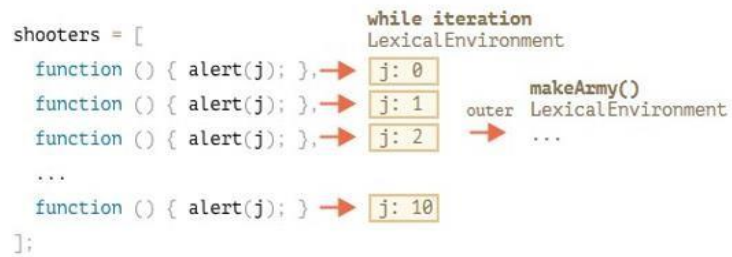 while iteration
LexicalEnvironment
shooters = [
function () { alert(j); }, j: 0
function () { alert(j); }, j: 1
function () { alert(j); }, j: 2
...
function () { alert(j); } j: 10
];
makeArmy()
outer LexicalEnvironment
...